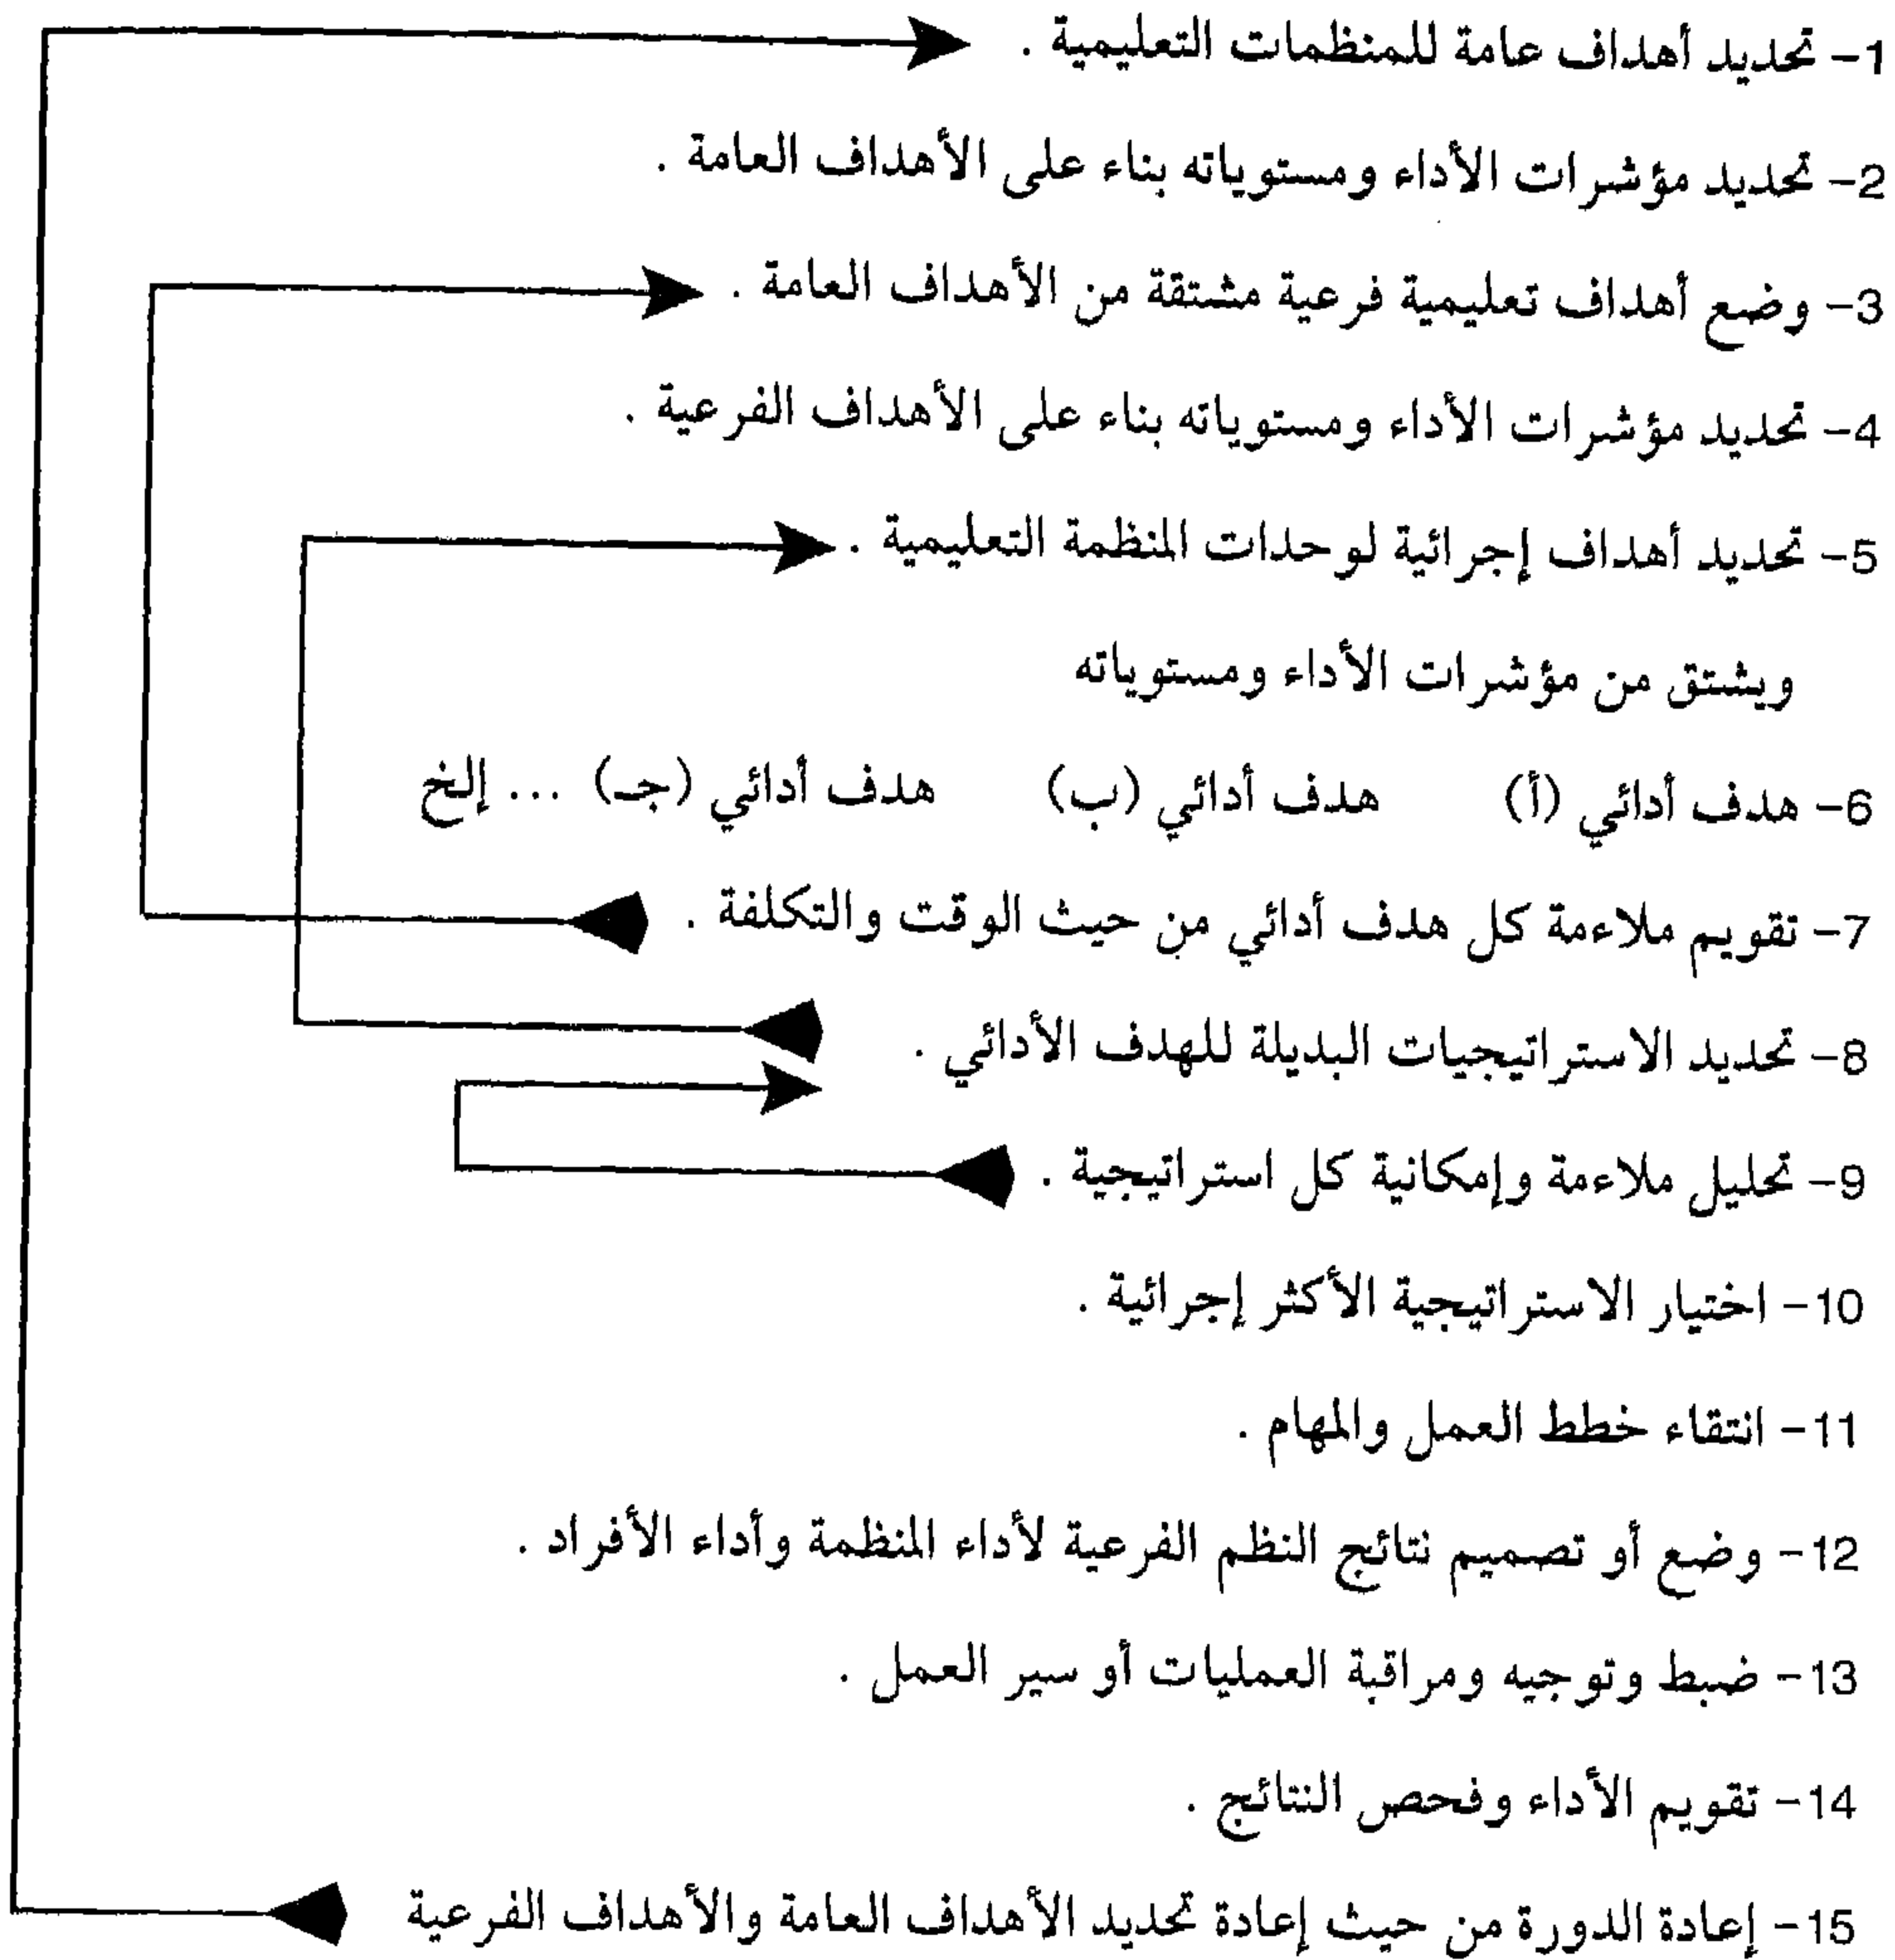 1- تحديد أهداف عامة للمنظمات التعليمية .
2- تحديد مؤشرات الأداء ومستوياته بناء على الأهداف العامة .
3- وضع أهداف تعليمية فرعية مشتقة من الأهداف العامة .
4- تحديد مؤشرات الأداء ومستوياته بناء على الأهداف الفرعية .
5- تحديد أهداف إجرائية لوحدات المنظمة التعليمية .
ويشتق من مؤشرات الأداء ومستوياته
6- هدف أدائي (أ) هدف أدائي (ب) هدف أدائي (جـ) ... إلخ
7- تقويم ملاءمة كل هدف أدائي من حيث الوقت والتكلفة .
8- تحديد الاستراتيجيات البديلة للهدف الأدائي .
9- تحليل ملاءمة وإمكانية كل استراتيجية .
10- اختيار الاستراتيجية الأكثر إجرائية .
11- انتقاء خطط العمل والمهام .
12- وضع أو تصميم نتائج النظم الفرعية لأداء المنظمة وأداء الأفراد .
13- ضبط وتوجيه ومراقبة العمليات أو سير العمل .
14- تقويم الأداء وفحص النتائج .
15- إعادة الدورة من حيث إعادة تحديد الأهداف العامة والأهداف الفرعية